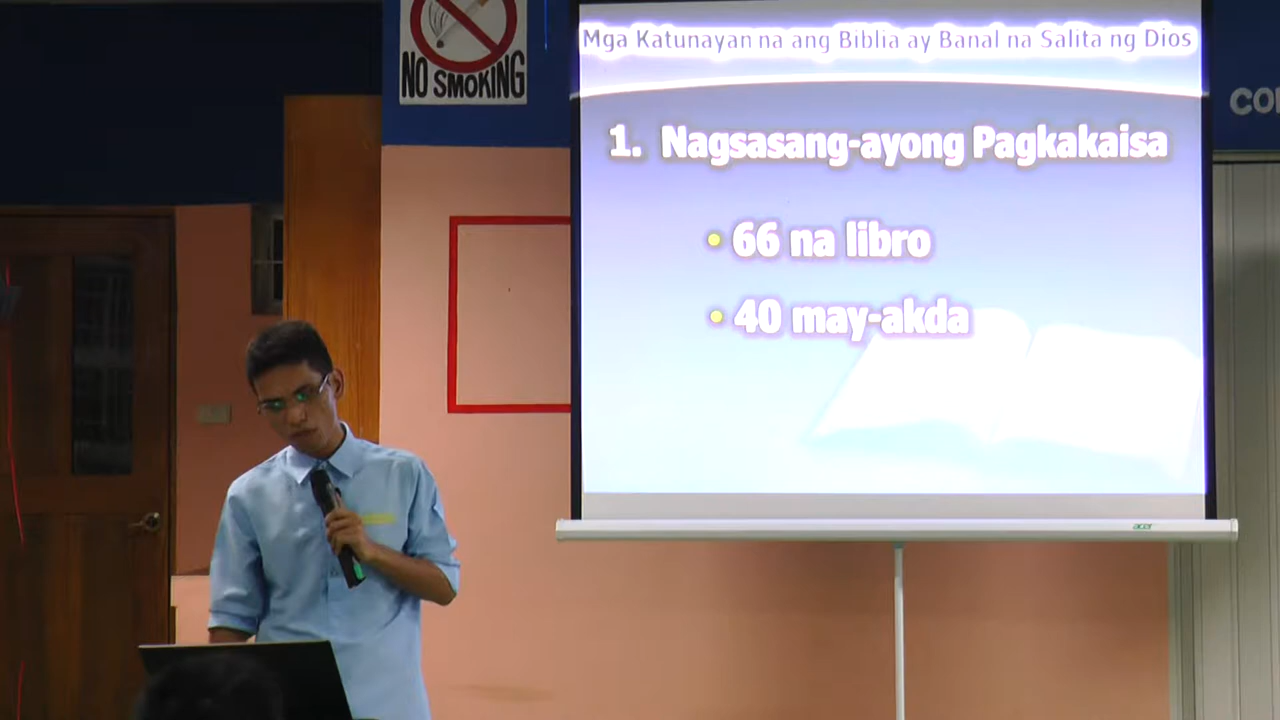 NO SMOKING
Mga Katunayan na ang Biblia ay Banal na Salita ng Dios
1. Nagsasang-ayong Pagkakaisa
• 66 na libro
• 40 may-akda
acer